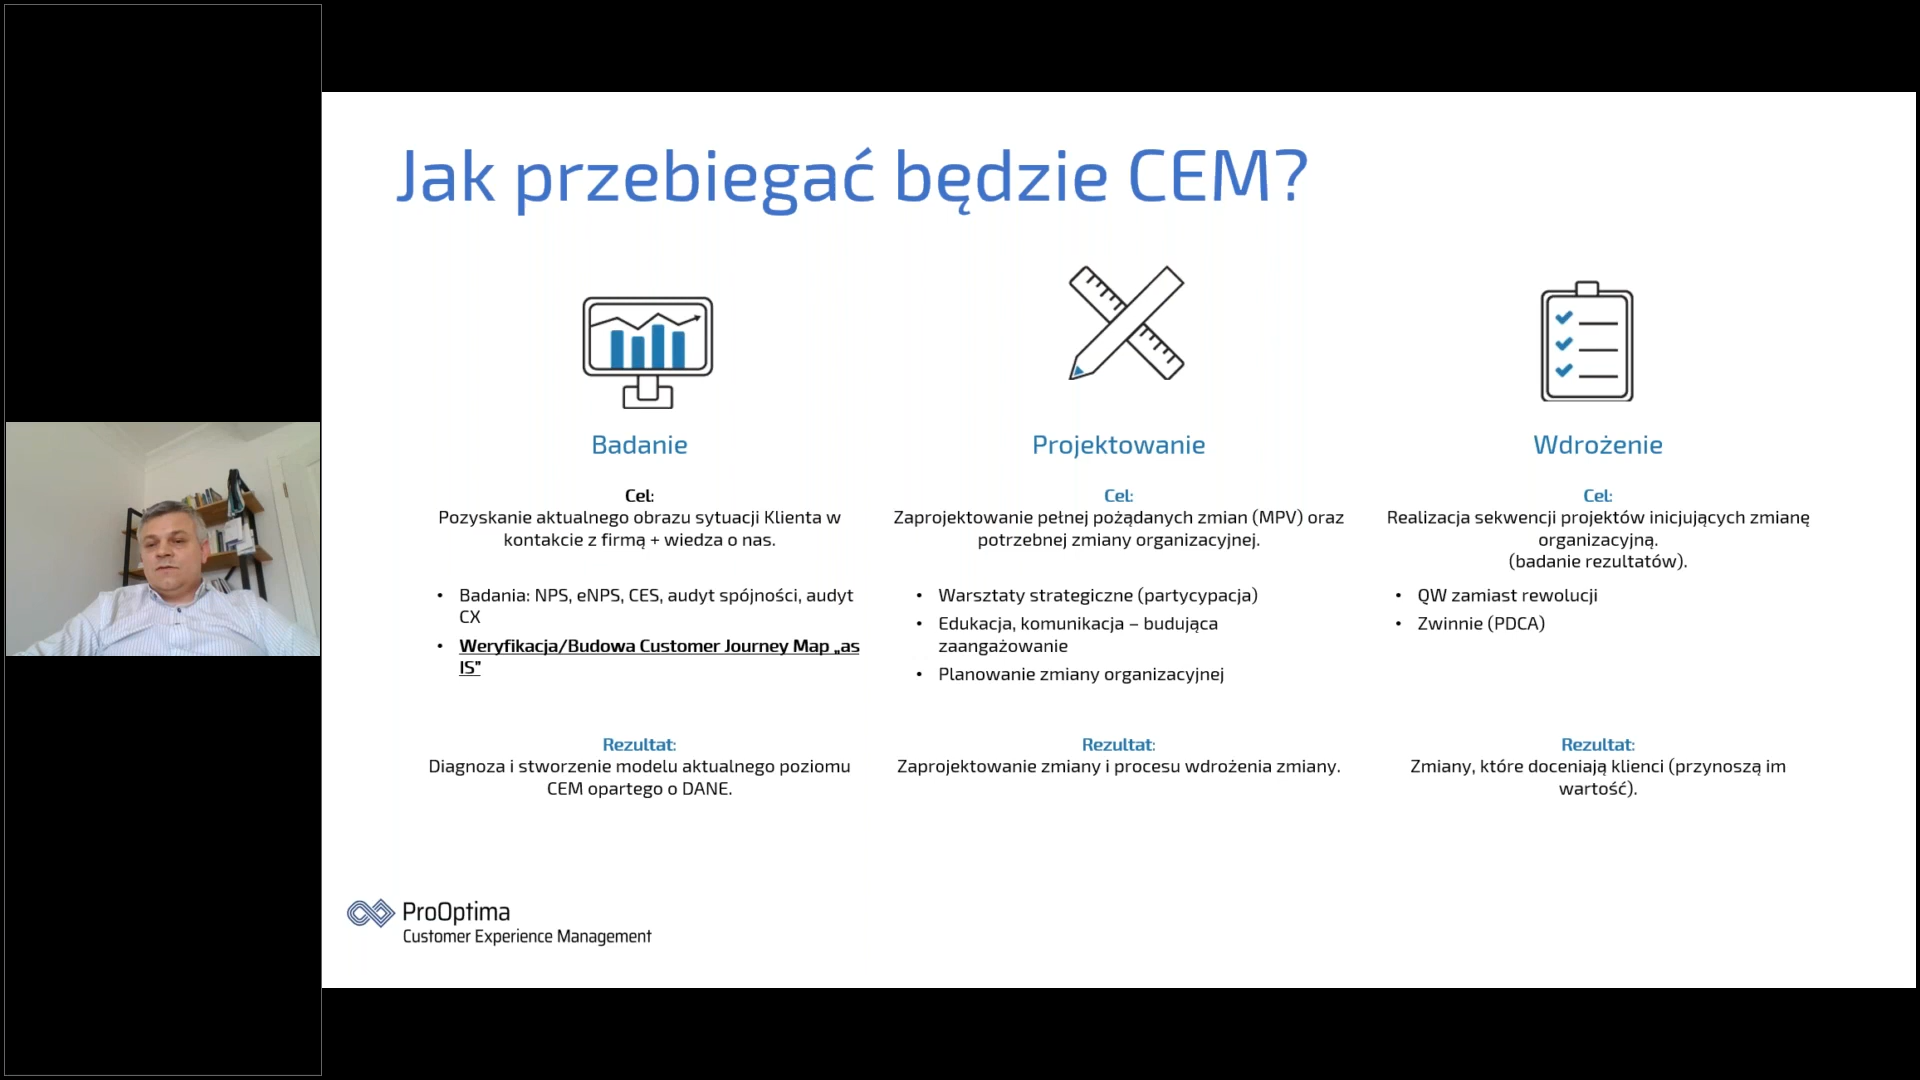 Jak przebiegać będzie CEM?
Badanie
Cel:
Pozyskanie aktualnego obrazu sytuacji Klienta w
kontakcie z firmą + wiedza o nas.
• Badania: NPS, eNPS, CES, audyt spójności, audyt
CX
• Weryfikacja/Budowa Customer Journey Map „as
IS”
Rezultat:
Diagnoza i stworzenie modelu aktualnego poziomu
CEM opartego o DANE.
Projektowanie
Cel:
Zaprojektowanie pełnej pożądanych zmian (MPV) oraz
potrzebnej zmiany organizacyjnej.
• Warsztaty strategiczne (partycypacja)
• Edukacja, komunikacja – budująca
zaangażowanie
• Planowanie zmiany organizacyjnej
Rezultat:
Zaprojektowanie zmiany i procesu wdrożenia zmiany.
Wdrożenie
Cel:
Realizacja sekwencji projektów inicjujących zmianę
organizacyjną.
(badanie rezultatów).
• QW zamiast rewolucji
• Zwinnie (PDCA)
Rezultat:
Zmiany, które doceniają klienci (przynoszą im
wartość).
ProOptima
Customer Experience Management